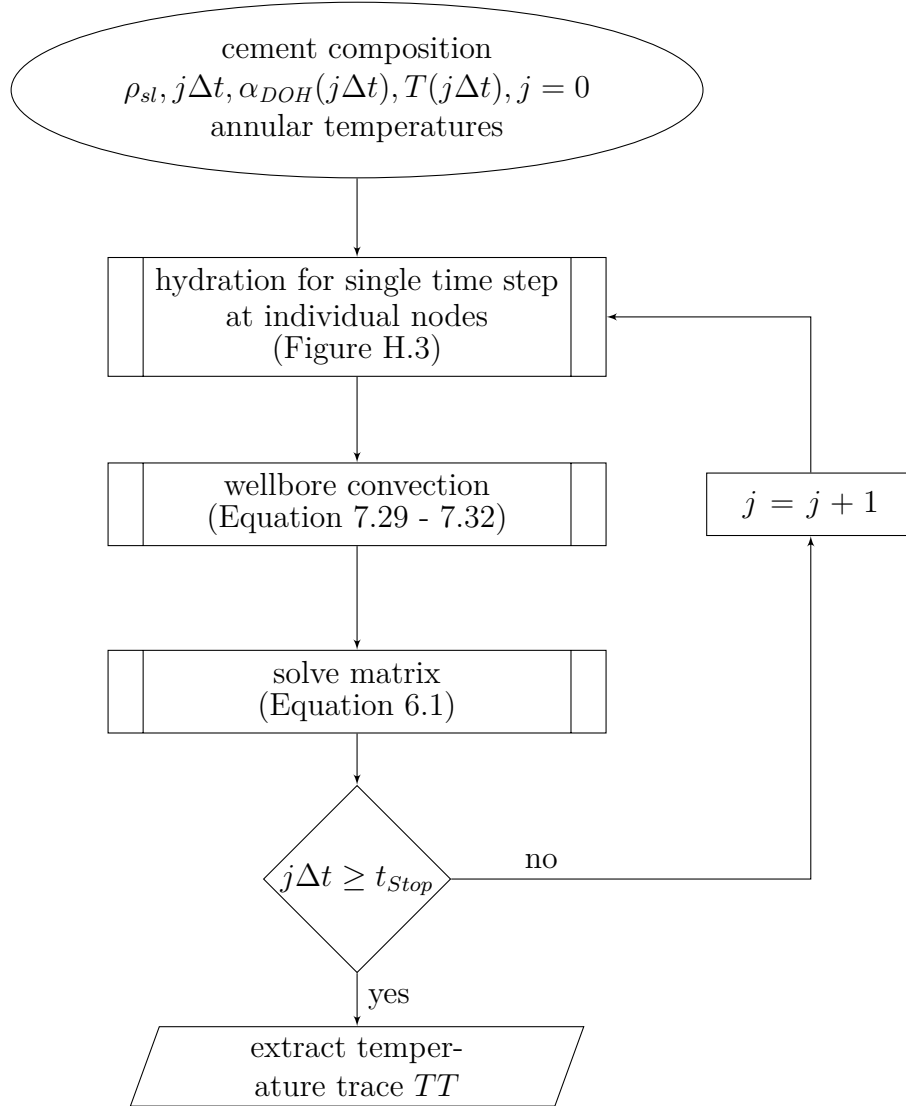 cement composition
ρ_sl, jΔt, α_DOH(jΔt), T(jΔt), j = 0
annular temperatures
hydration for single time step
at individual nodes
(Figure H.3)
wellbore convection
(Equation 7.29 - 7.32)
j = j + 1
solve matrix
(Equation 6.1)
jΔt ≥ t_Stop
no
yes
extract temper-
ature trace TT